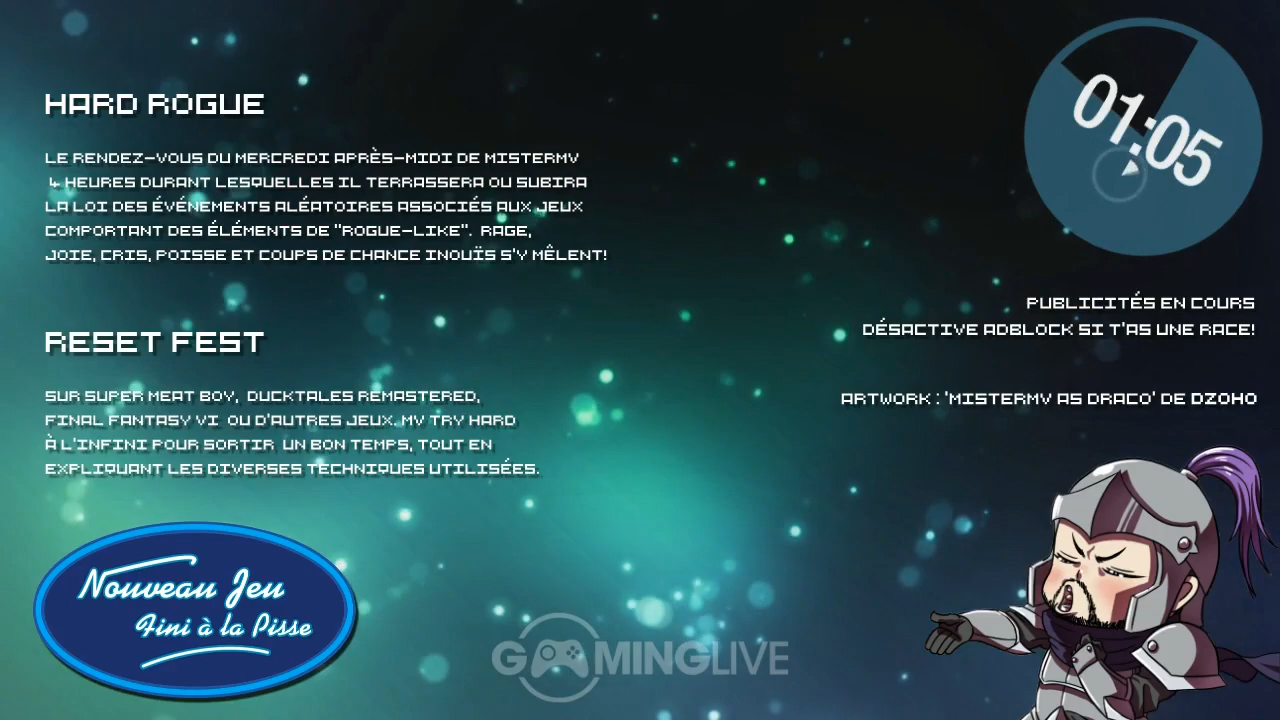 HARD ROGUE
LE RENDEZ-VOUS DU MERCREDI APRÈS-MIDI DE MISTERMV
4 HEURES DURANT LESQUELLES IL TERRASSERA OU SUBIRA
LA LOI DES ÉVÉNEMENTS ALÉATOIRES ASSOCIÉS AUX JEUX
COMPORTANT DES ÉLÉMENTS DE "ROGUE-LIKE". RAGE,
JOIE, CRIS, POISSE ET COUPS DE CHANCE INOUÏS S'Y MÊLENT!
RESET FEST
SUR SUPER MEAT BOY, DUCKTALES REMASTERED,
FINAL FANTASY VI OU D'AUTRES JEUX. MV TRY HARD
À L'INFINI POUR SORTIR UN BON TEMPS, TOUT EN
EXPLIQUANT LES DIVERSES TECHNIQUES UTILISÉES.
Nouveau Jeu
Fini à la Pisse
GAMINGLIVE
01:05
PUBLICITÉS EN COURS
DÉSACTIVE ADBLOCK SI T'AS UNE RACE!
ARTWORK : 'MISTERMV AS DRACO' DE DZOHO